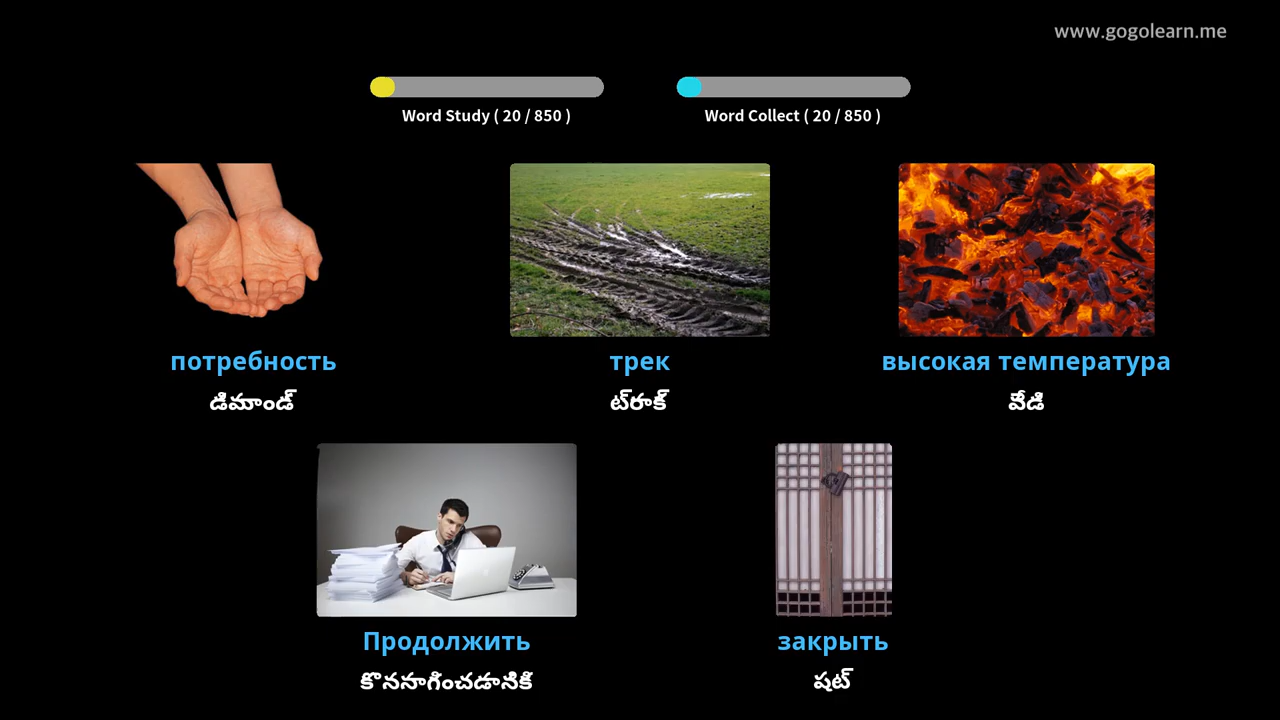 www.gogolearn.me
Word Study ( 20 / 850 )
Word Collect ( 20 / 850 )
потребность
డిమాండ్
трек
ట్రాక్
высокая температура
వేడి
Продолжить
కొనసాగించడానికి
закрыть
షట్